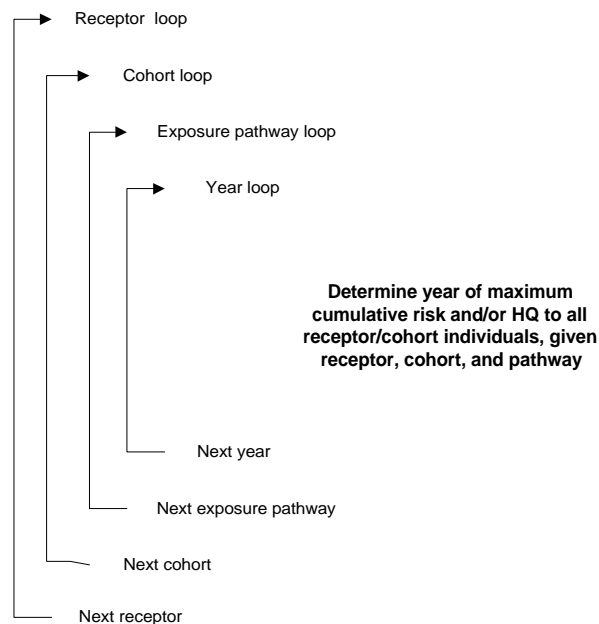 Receptor loop
Cohort loop
Exposure pathway loop
Year loop
Determine year of maximum
cumulative risk and/or HQ to all
receptor/cohort individuals, given
receptor, cohort, and pathway
Next year
Next exposure pathway
Next cohort
Next receptor